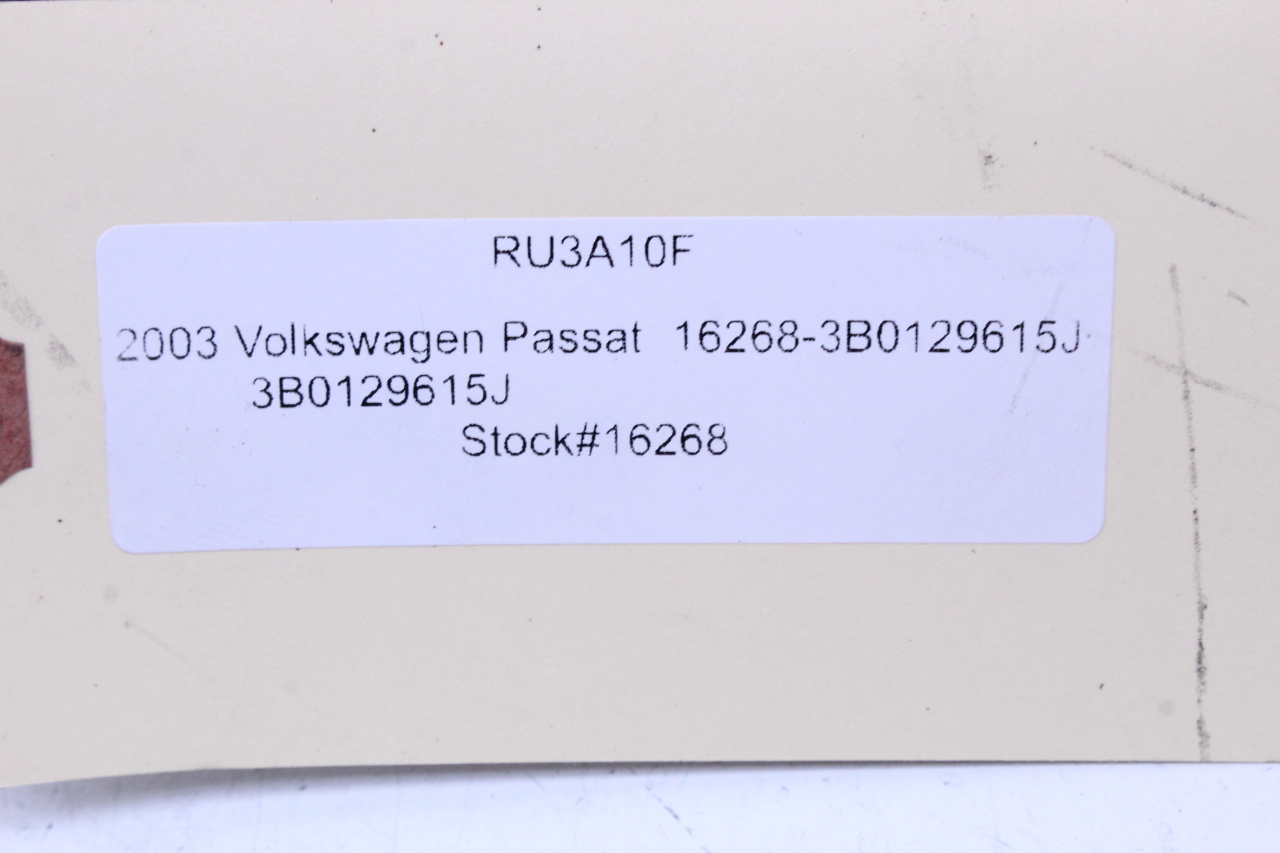 RU3A10F
2003 Volkswagen Passat 16268-3B0129615J
3B0129615J
Stock#16268